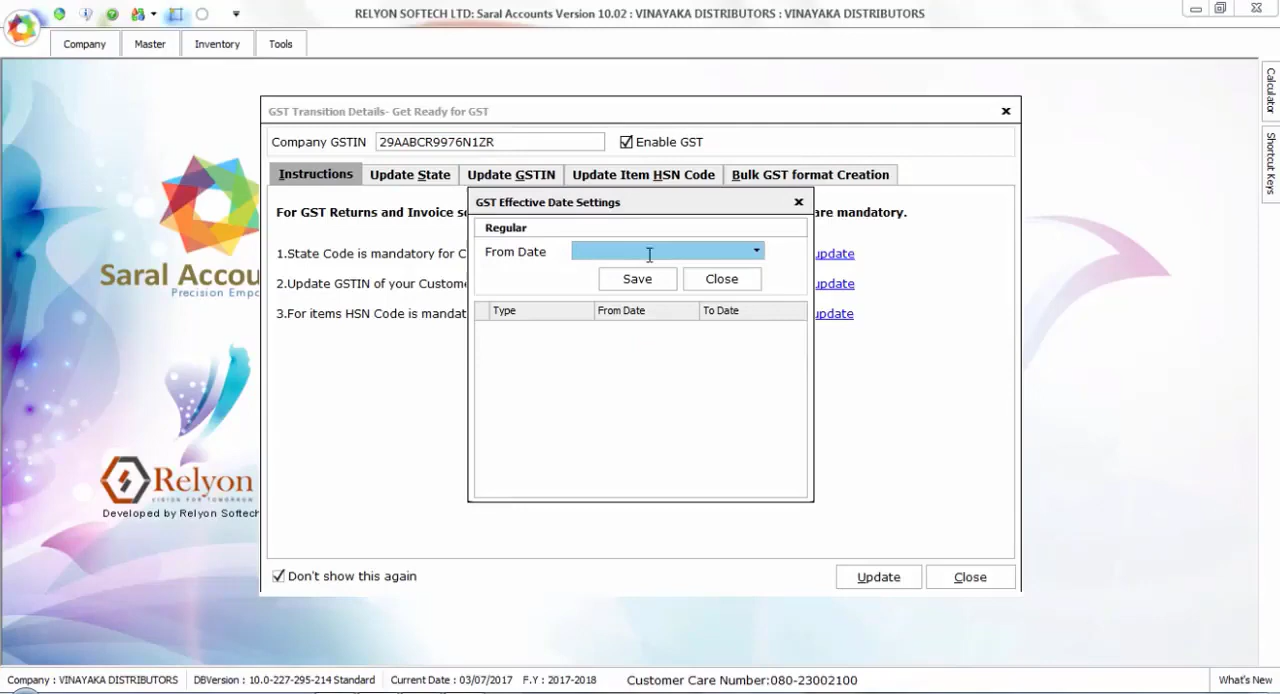 RELYON SOFTECH LTD: Saral Accounts Version 10.02 : VINAYAKA DISTRIBUTORS : VINAYAKA DISTRIBUTORS
Company Master Inventory Tools
Calculator
Shortcut Keys
GST Transition Details- Get Ready for GST
Company GSTIN 29AABCR9976N1ZR Enable GST
Instructions Update State Update GSTIN Update Item HSN Code Bulk GST format Creation
GST Effective Date Settings
Regular
For GST Returns and Invoice se are mandatory.
From Date
1.State Code is mandatory for C update
Save Close
2.Update GSTIN of your Custome update
Type From Date To Date
3.For items HSN Code is mandat update
Saral Accou
Precision Empo
Relyon
VISION FOR TOMORROW
Developed by Relyon Softech
Don't show this again
Update Close
Company : VINAYAKA DISTRIBUTORS DBVersion : 10.0-227-295-214 Standard Current Date : 03/07/2017 F.Y : 2017-2018 Customer Care Number:080-23002100 What's New